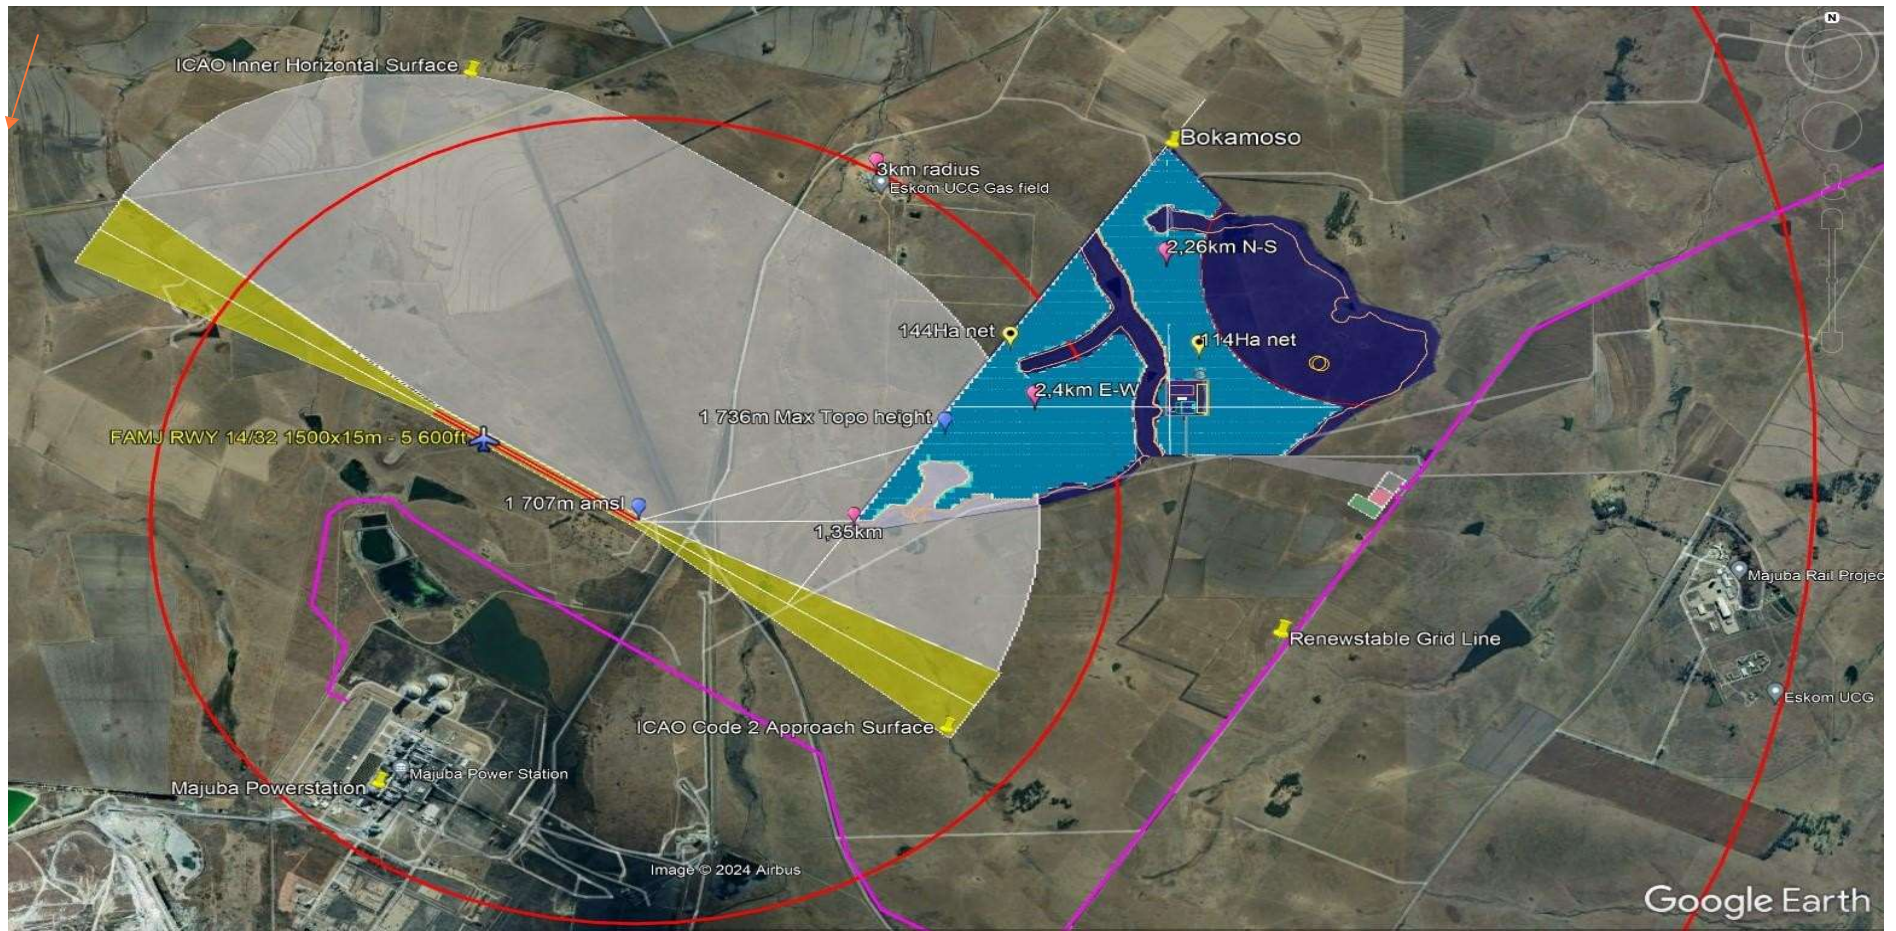 N
ICAO Inner Horizontal Surface
Bokamoso
3km radius
Eskom UCG Gas field
2,26km N-S
144Ha net
114Ha net
2,4km E-W
1 736m Max Topo height
FAMJ RWY 14/32 1500x15m - 5 600ft
1 707m amsl
1,35km
Majuba Rail Projec
Renewstable Grid Line
Eskom UCG
ICAO Code 2 Approach Surface
Majuba Power Station
Majuba Powerstation
Image © 2024 Airbus
Google Earth